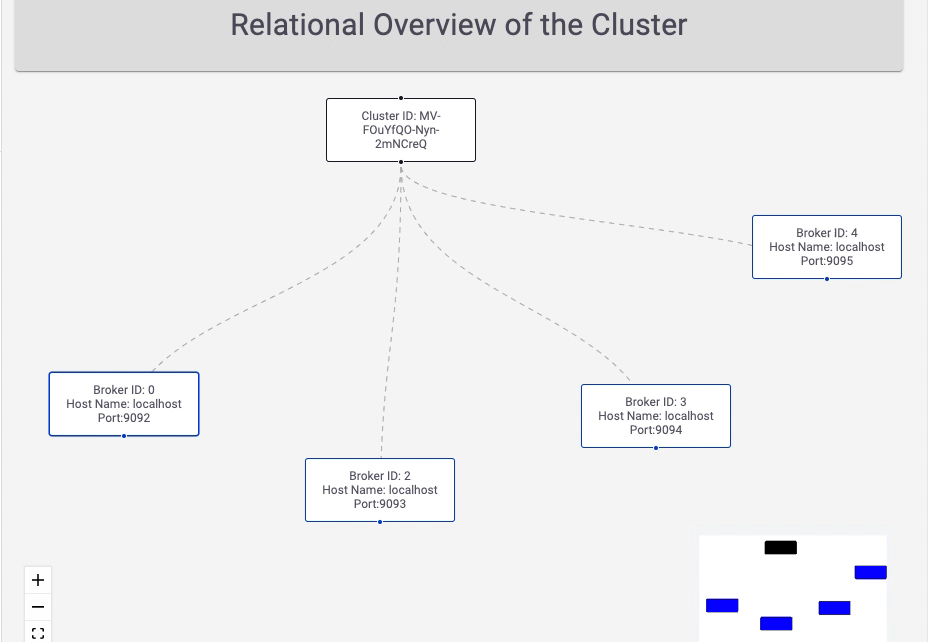 Relational Overview of the Cluster
Cluster ID: MV-
FOuYfQO-Nyn-
2mNCreQ
Broker ID: 4
Host Name: localhost
Port:9095
Broker ID: 0
Host Name: localhost
Port:9092
Broker ID: 3
Host Name: localhost
Port:9094
Broker ID: 2
Host Name: localhost
Port:9093